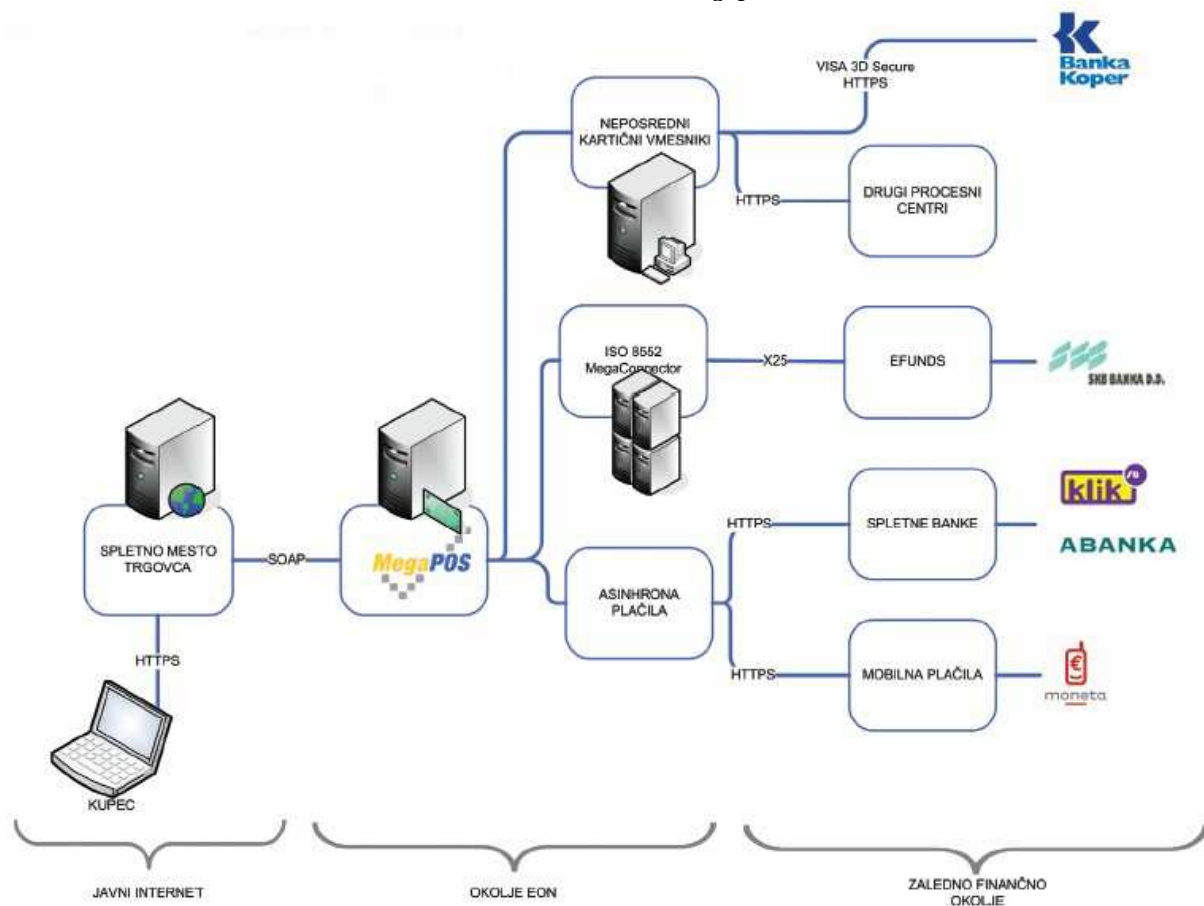 Banka
Koper
VISA 3D Secure
HTTPS
NEPOSREDNI
KARTIČNI VMESNIKI
HTTPS
DRUGI PROCESNI
CENTRI
ISO 8552
MegaConnector
X25
EFUNDS
SKB BANKA D.D.
klik
HTTPS
SPLETNE BANKE
ABANKA
SPLETNO MESTO
TRGOVCA
SOAP
MegaPOS
ASINHRONA
PLAČILA
HTTPS
HTTPS
MOBILNA PLAČILA
moneta
KUPEC
JAVNI INTERNET
OKOLJE EON
ZALEDNO FINANČNO
OKOLJE